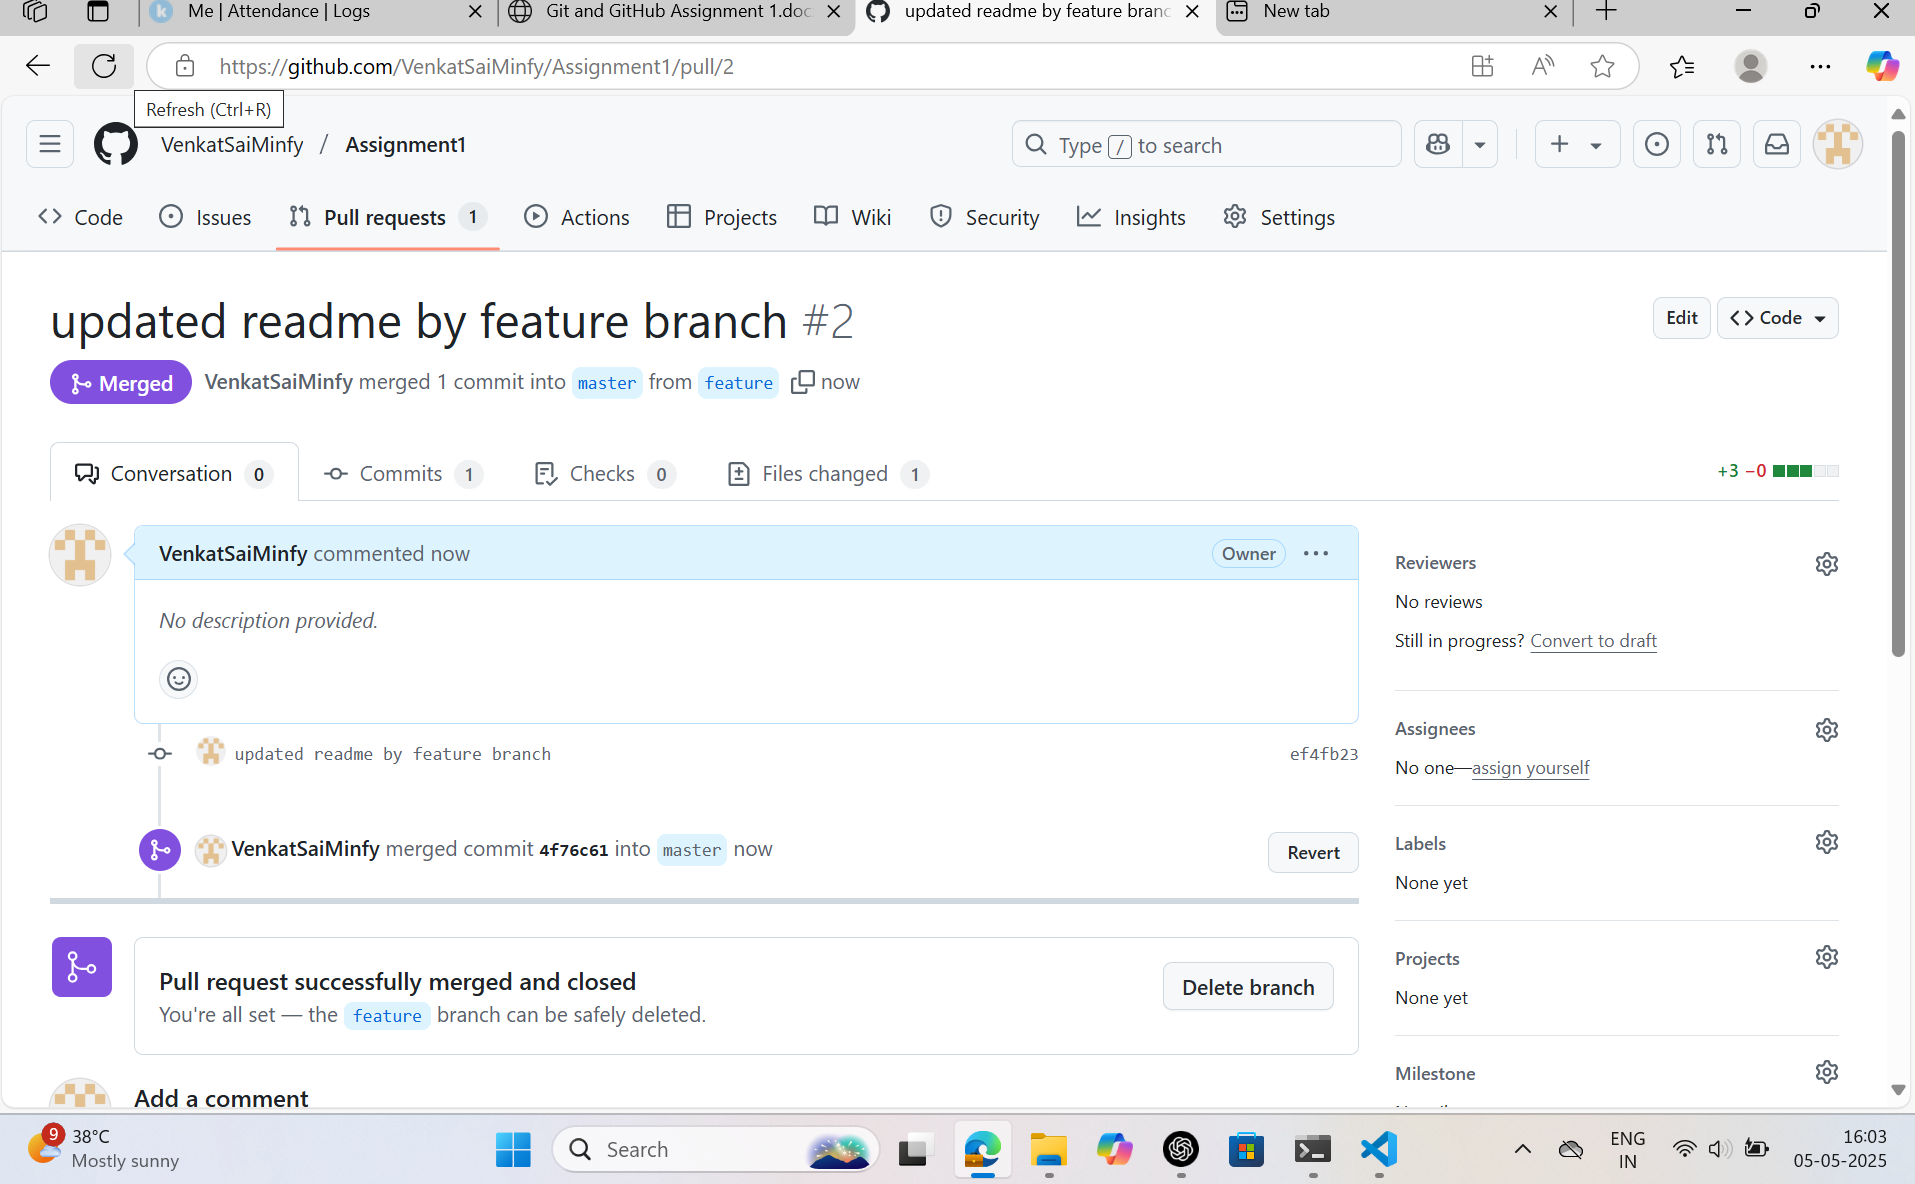 Me | Attendance | Logs
Git and GitHub Assignment 1.doc
updated readme by feature branc
New tab
https://github.com/VenkatSaiMinfy/Assignment1/pull/2
Refresh (Ctrl+R)
VenkatSaiMinfy / Assignment1
Type / to search
Code
Issues
Pull requests 1
Actions
Projects
Wiki
Security
Insights
Settings
updated readme by feature branch #2
Edit
Code
Merged
VenkatSaiMinfy merged 1 commit into master from feature now
Conversation 0
Commits 1
Checks 0
Files changed 1
+3 −0
VenkatSaiMinfy commented now
Owner
No description provided.
updated readme by feature branch
ef4fb23
VenkatSaiMinfy merged commit 4f76c61 into master now
Revert
Pull request successfully merged and closed
You're all set — the feature branch can be safely deleted.
Delete branch
Add a comment
Reviewers
No reviews
Still in progress? Convert to draft
Assignees
No one—assign yourself
Labels
None yet
Projects
None yet
Milestone
9
38°C
Mostly sunny
Search
ENG
IN
16:03
05-05-2025